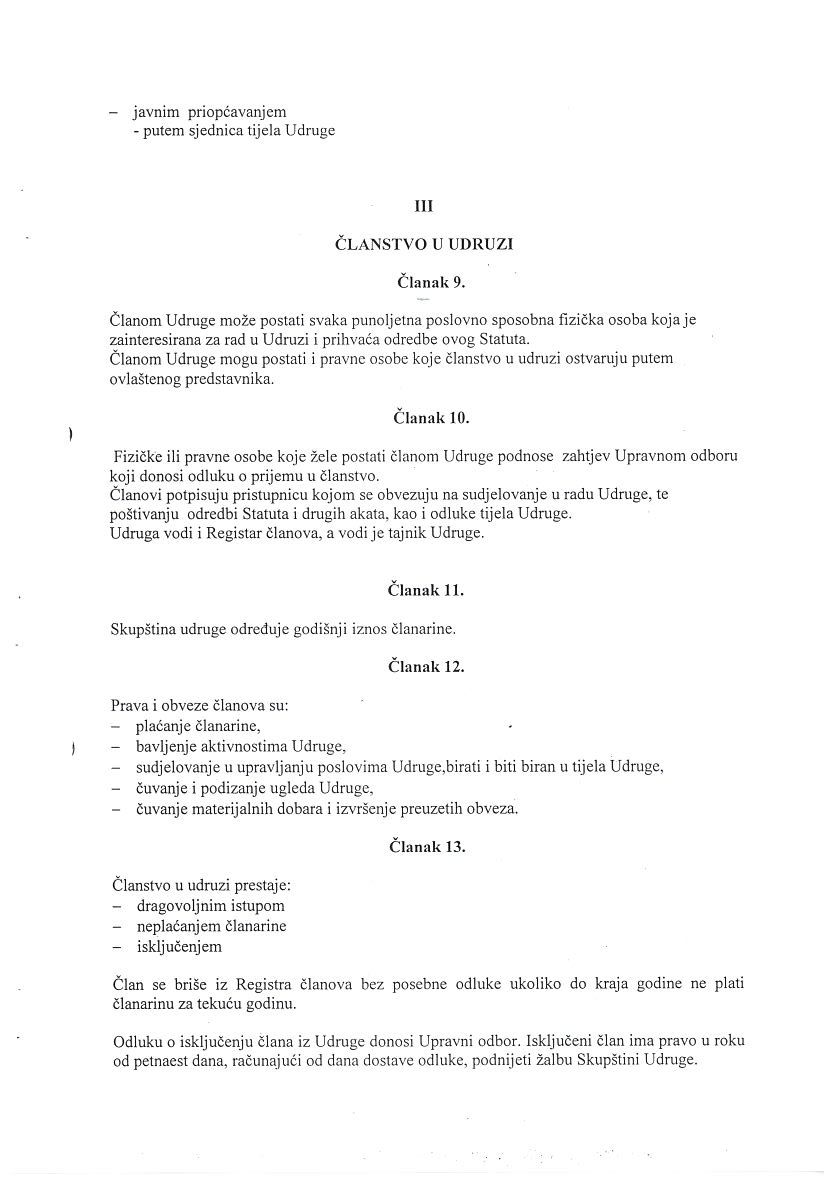 – javnim priopćavanjem
- putem sjednica tijela Udruge
III
ČLANSTVO U UDRUZI
Članak 9.
Članom Udruge može postati svaka punoljetna poslovno sposobna fizička osoba koja je
zainteresirana za rad u Udruzi i prihvaća odredbe ovog Statuta.
Članom Udruge mogu postati i pravne osobe koje članstvo u udruzi ostvaruju putem
ovlaštenog predstavnika.
Članak 10.
Fizičke ili pravne osobe koje žele postati članom Udruge podnose zahtjev Upravnom odboru
koji donosi odluku o prijemu u članstvo.
Članovi potpisuju pristupnicu kojom se obvezuju na sudjelovanje u radu Udruge, te
poštivanju odredbi Statuta i drugih akata, kao i odluke tijela Udruge.
Udruga vodi i Registar članova, a vodi je tajnik Udruge.
Članak 11.
Skupština udruge određuje godišnji iznos članarine.
Članak 12.
Prava i obveze članova su:
– plaćanje članarine,
– bavljenje aktivnostima Udruge,
– sudjelovanje u upravljanju poslovima Udruge,birati i biti biran u tijela Udruge,
– čuvanje i podizanje ugleda Udruge,
– čuvanje materijalnih dobara i izvršenje preuzetih obveza.
Članak 13.
Članstvo u udruzi prestaje:
– dragovoljnim istupom
– neplaćanjem članarine
– isključenjem
Član se briše iz Registra članova bez posebne odluke ukoliko do kraja godine ne plati
članarinu za tekuću godinu.
Odluku o isključenju člana iz Udruge donosi Upravni odbor. Isključeni član ima pravo u roku
od petnaest dana, računajući od dana dostave odluke, podnijeti žalbu Skupštini Udruge.